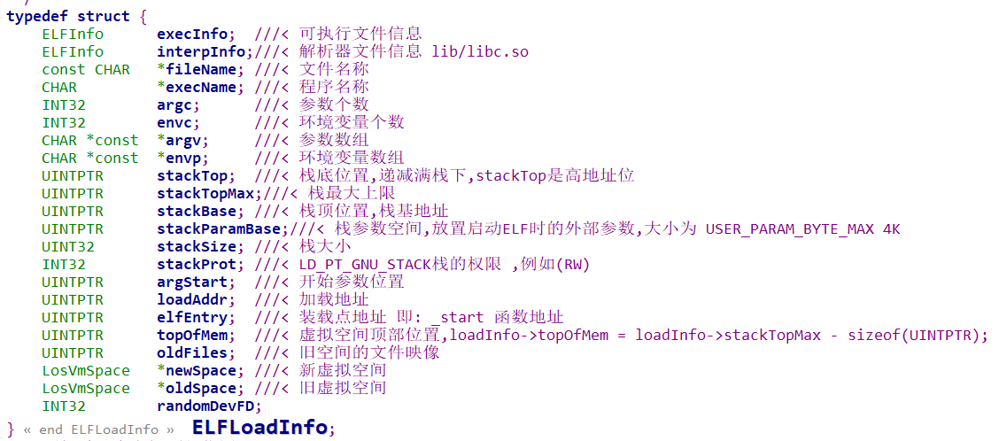 /
typedef struct {
ELFInfo execInfo; ///< 可执行文件信息
ELFInfo interpInfo;///< 解析器文件信息 lib/libc.so
const CHAR *fileName; ///< 文件名称
CHAR *execName; ///< 程序名称
INT32 argc; ///< 参数个数
INT32 envc; ///< 环境变量个数
CHAR *const *argv; ///< 参数数组
CHAR *const *envp; ///< 环境变量数组
UINTPTR stackTop; ///< 栈底位置,递减满栈下,stackTop是高地址位
UINTPTR stackTopMax;///< 栈最大上限
UINTPTR stackBase; ///< 栈顶位置,栈基地址
UINTPTR stackParamBase;///< 栈参数空间,放置启动ELF时的外部参数,大小为 USER_PARAM_BYTE_MAX 4K
UINT32 stackSize; ///< 栈大小
INT32 stackProt; ///< LD_PT_GNU_STACK栈的权限 ,例如(RW)
UINTPTR argStart; ///< 开始参数位置
UINTPTR loadAddr; ///< 加载地址
UINTPTR elfEntry; ///< 装载点地址 即: _start 函数地址
UINTPTR topOfMem; ///< 虚拟空间顶部位置,loadInfo->topOfMem = loadInfo->stackTopMax - sizeof(UINTPTR);
UINTPTR oldFiles; ///< 旧空间的文件映像
LosVmSpace *newSpace; ///< 新虚拟空间
LosVmSpace *oldSpace; ///< 旧虚拟空间
INT32 randomDevFD;
} « end ELFLoadInfo » ELFLoadInfo;